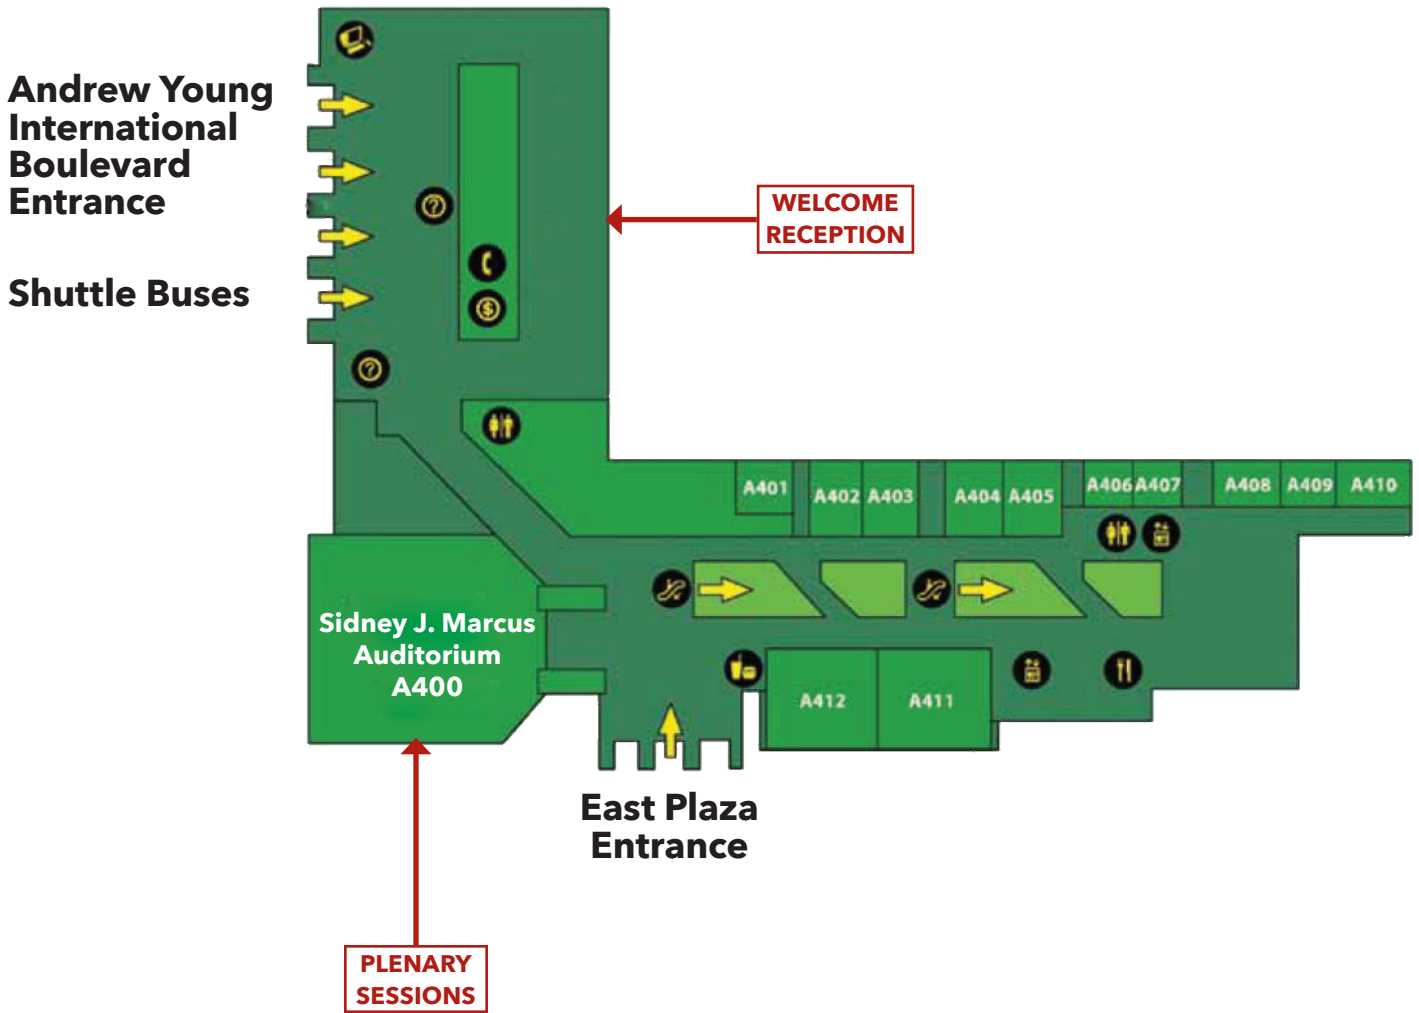 Andrew Young
International
Boulevard
Entrance
Shuttle Buses
WELCOME
RECEPTION
A401
A402
A403
A404
A405
A406
A407
A408
A409
A410
Sidney J. Marcus
Auditorium
A400
A412
A411
East Plaza
Entrance
PLENARY
SESSIONS